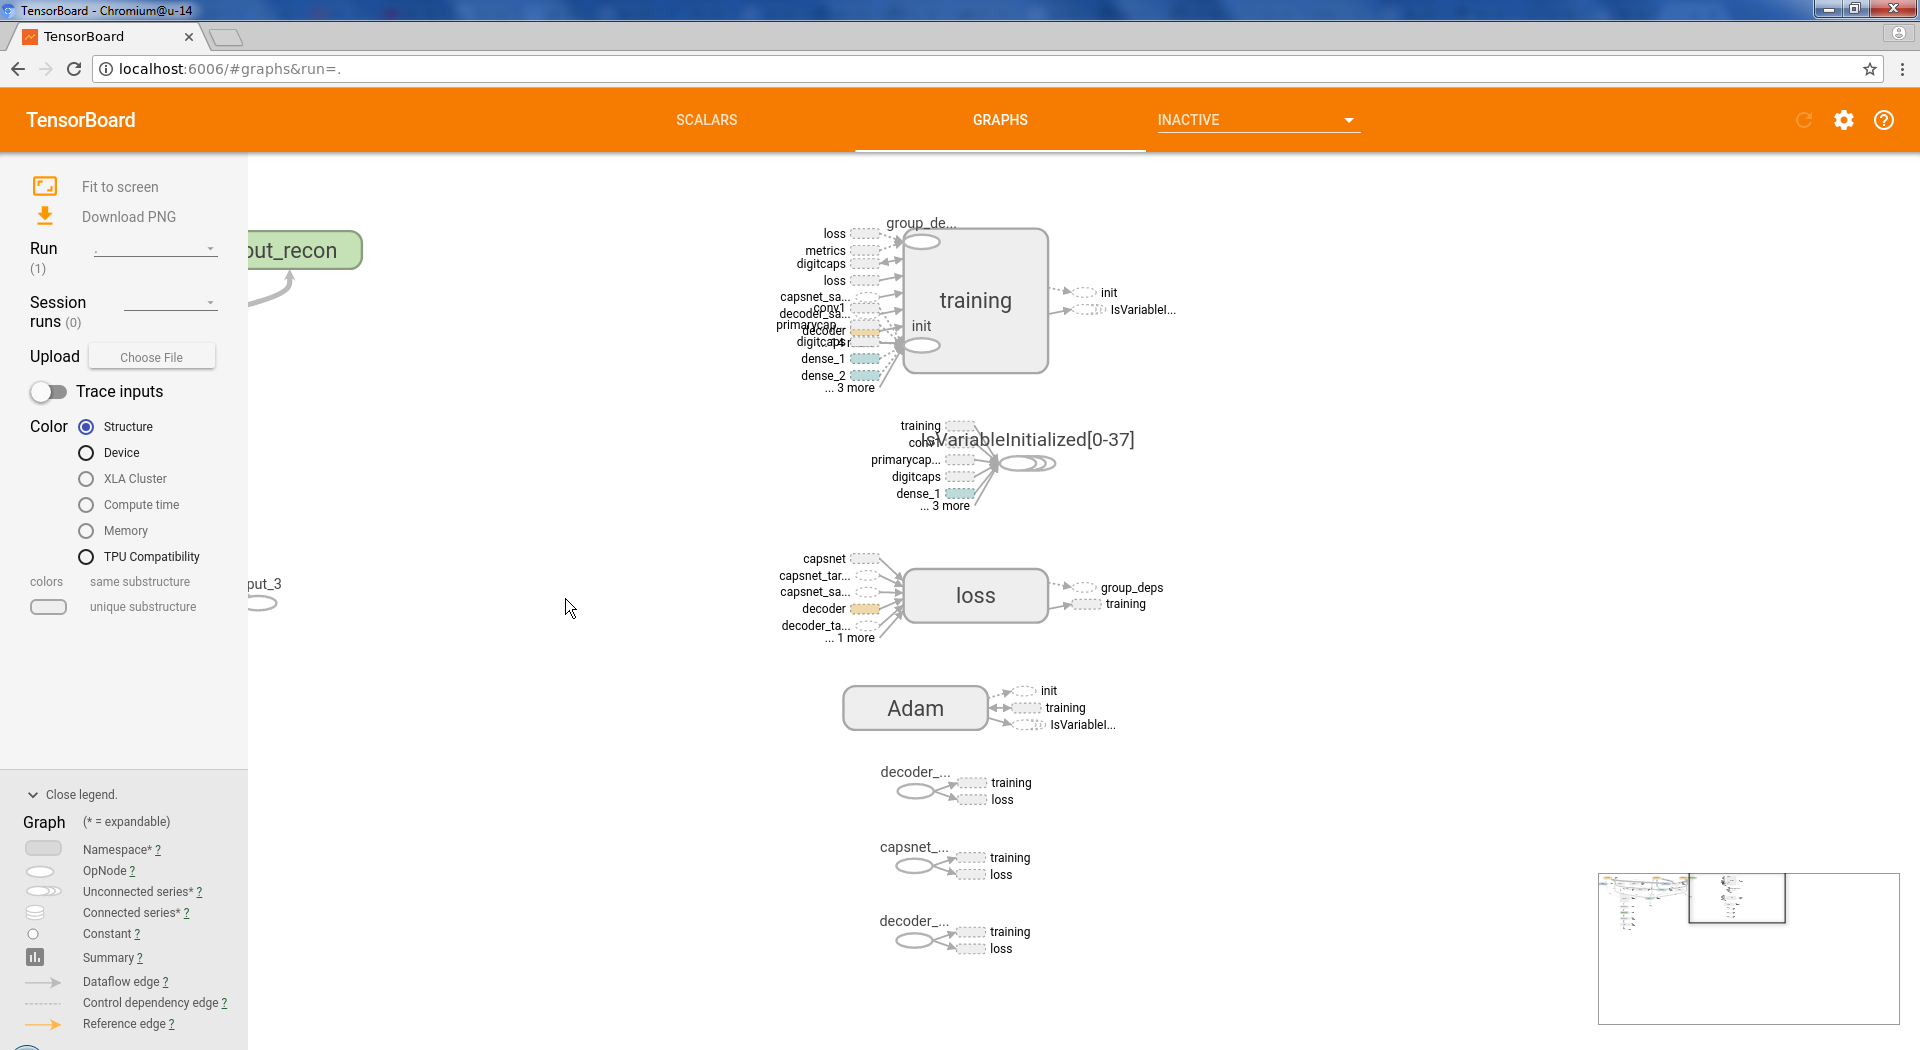 TensorBoard - Chromium@u-14
TensorBoard
localhost:6006/#graphs&run=.
TensorBoard
SCALARS
GRAPHS
INACTIVE
Fit to screen
Download PNG
Run
.
(1)
Session
runs (0)
Upload
Choose File
Trace inputs
Color
Structure
Device
XLA Cluster
Compute time
Memory
TPU Compatibility
colors
same substructure
unique substructure
Close legend.
Graph
(* = expandable)
Namespace* ?
OpNode ?
Unconnected series* ?
Connected series* ?
Constant ?
Summary ?
Dataflow edge ?
Control dependency edge ?
Reference edge ?
out_recon
put_3
group_de...
loss
metrics
digitcaps
loss
capsnet_sa...
conv1
decoder_sa...
primarycap...
decoder
digitcaps
dense_1
dense_2
... 3 more
training
init
init
IsVariableI...
training
conv1
primarycap...
digitcaps
dense_1
... 3 more
IsVariableInitialized[0-37]
capsnet
capsnet_tar...
capsnet_sa...
decoder
decoder_ta...
... 1 more
loss
group_deps
training
Adam
init
training
IsVariableI...
decoder_...
training
loss
capsnet_...
training
loss
decoder_...
training
loss